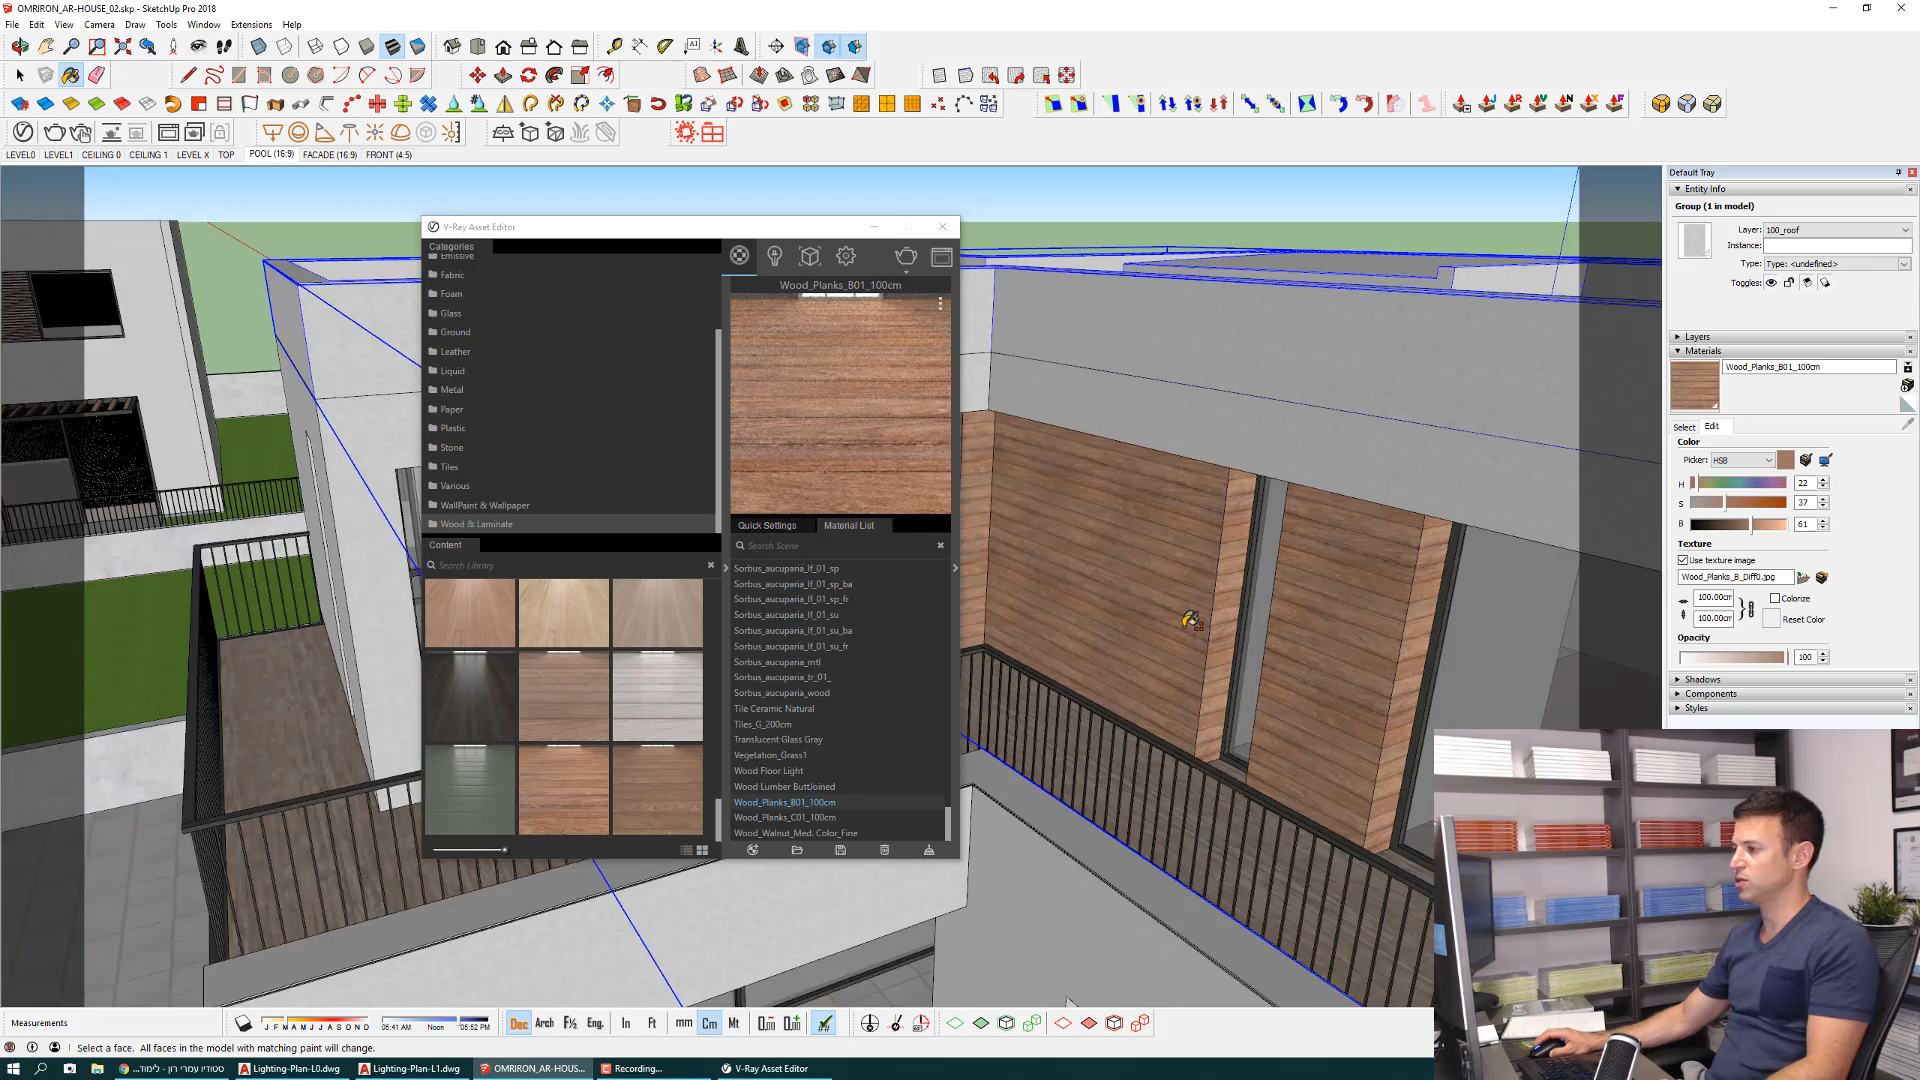 OMRIRON_AR-HOUSE_02.skp - SketchUp Pro 2018
File Edit View Camera Draw Tools Window Extensions Help
LEVEL0 LEVEL1 CEILING 0 CEILING 1 LEVEL X TOP POOL (16:9) FACADE (16:9) FRONT (4:5)
V-Ray Asset Editor
Categories
Emissive
Fabric
Foam
Glass
Ground
Leather
Liquid
Metal
Paper
Plastic
Stone
Tiles
Various
WallPaint & Wallpaper
Wood & Laminate
Content
Search Library
Wood_Planks_B01_100cm
Quick Settings Material List
Search Scene
Sorbus_aucuparia_lf_01_sp
Sorbus_aucuparia_lf_01_sp_ba
Sorbus_aucuparia_lf_01_sp_fr
Sorbus_aucuparia_lf_01_su
Sorbus_aucuparia_lf_01_su_ba
Sorbus_aucuparia_lf_01_su_fr
Sorbus_aucuparia_mtl
Sorbus_aucuparia_tr_01_
Sorbus_aucuparia_wood
Tile Ceramic Natural
Tiles_G_200cm
Translucent Glass Gray
Vegetation_Grass1
Wood Floor Light
Wood Lumber ButtJoined
Wood_Planks_B01_100cm
Wood_Planks_C01_100cm
Wood_Walnut_Med. Color_Fine
Default Tray
Entity Info
Group (1 in model)
Layer: 100_roof
Instance:
Type: Type: <undefined>
Toggles:
Layers
Materials
Wood_Planks_B01_100cm
Select Edit
Color
Picker: HSB
H 22
S 37
B 61
Texture
Use texture image
Wood_Planks_B_Diff0.jpg
100.00cm Colorize
100.00cm Reset Color
Opacity
100
Shadows
Components
Styles
Measurements
J F M A M J J A S O N D 05:41 AM Noon 05:52 PM
Dec Arch F½ Eng. In Ft mm Cm Mt
Select a face. All faces in the model with matching paint will change.
סטודיו עמרי רון - לימוד... Lighting-Plan-L0.dwg Lighting-Plan-L1.dwg OMRIRON_AR-HOUS... Recording... V-Ray Asset Editor